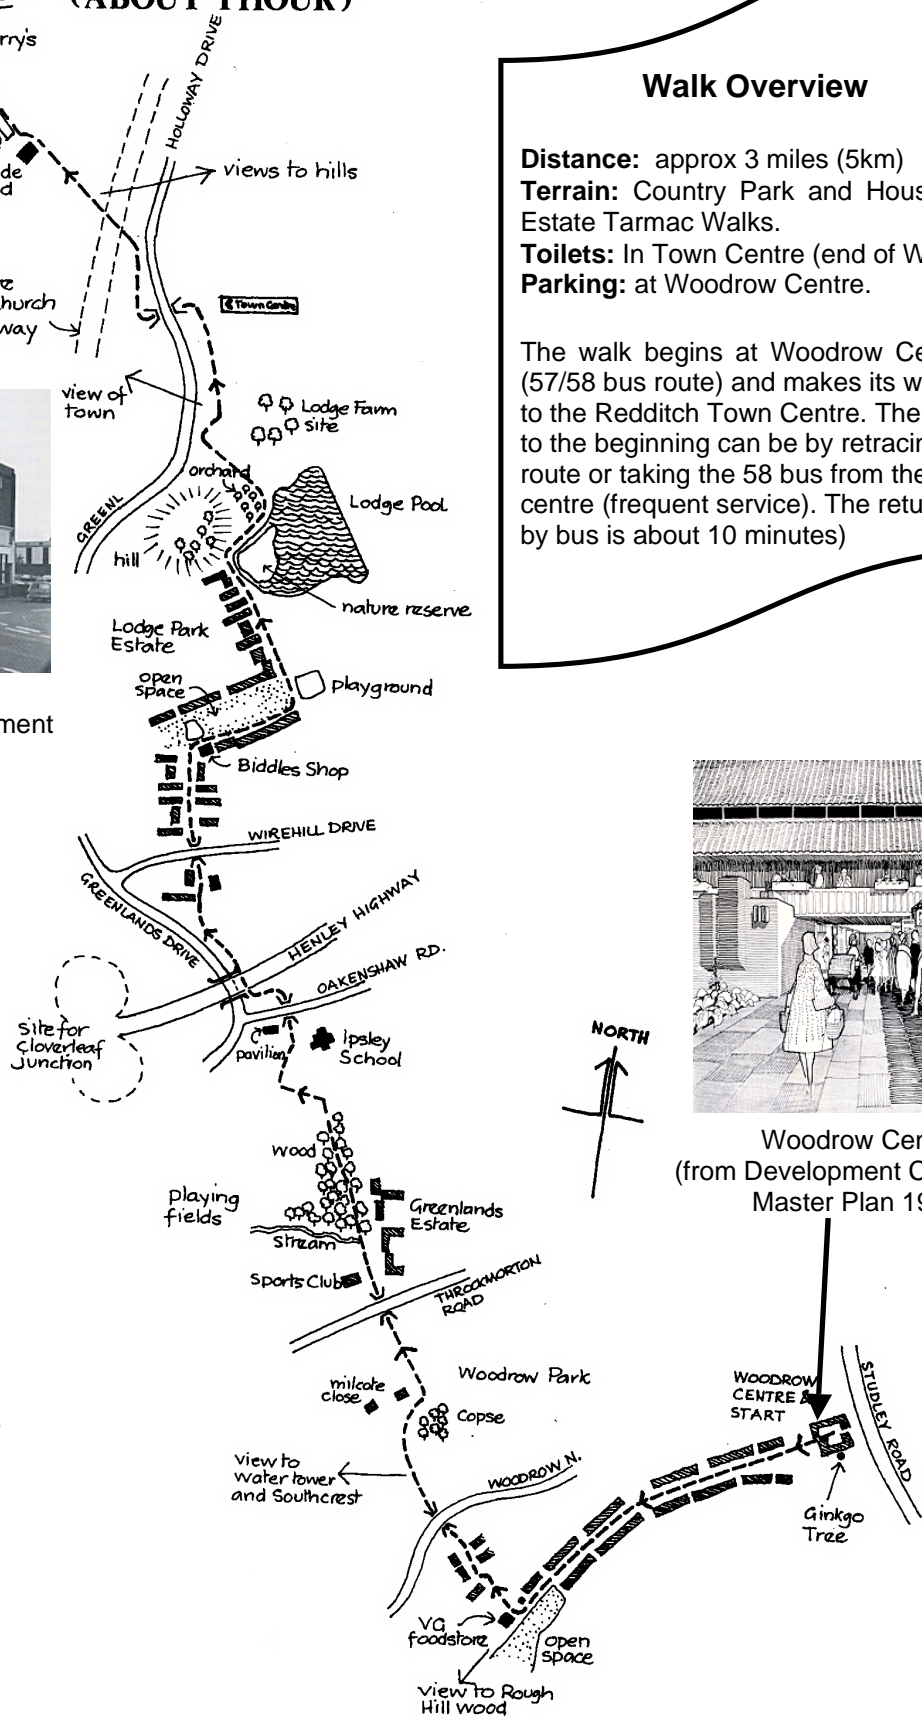 (ABOUT 1 HOUR)
rry's
HOLLOWAY DRIVE
de
d
views to hills
re
hurch
way
Town Centre
view of
town
Lodge Farm
site
orchard
Lodge Pool
GREENL
hill
nature reserve
Lodge Park
Estate
open
space
playground
ment
Biddles Shop
WIREHILL DRIVE
GREENLANDS DRIVE
HENLEY HIGHWAY
OAKENSHAW RD.
Site for
Cloverleaf
Junction
pavilion
Ipsley
School
NORTH
wood
playing
fields
Greenlands
Estate
Stream
Sports Club
THROCKMORTON
ROAD
Woodrow Park
milcote
close
Copse
view to
water tower
and Southcrest
WOODROW N.
WOODROW
CENTRE &
START
STUDLEY ROAD
Ginkgo
Tree
VG
foodstore
open
space
view to Rough
Hill wood
Walk Overview
Distance: approx 3 miles (5km)
Terrain: Country Park and Hous
Estate Tarmac Walks.
Toilets: In Town Centre (end of W
Parking: at Woodrow Centre.
The walk begins at Woodrow Ce
(57/58 bus route) and makes its w
to the Redditch Town Centre. The
to the beginning can be by retracin
route or taking the 58 bus from the
centre (frequent service). The retu
by bus is about 10 minutes)
Woodrow Cen
(from Development C
Master Plan 19